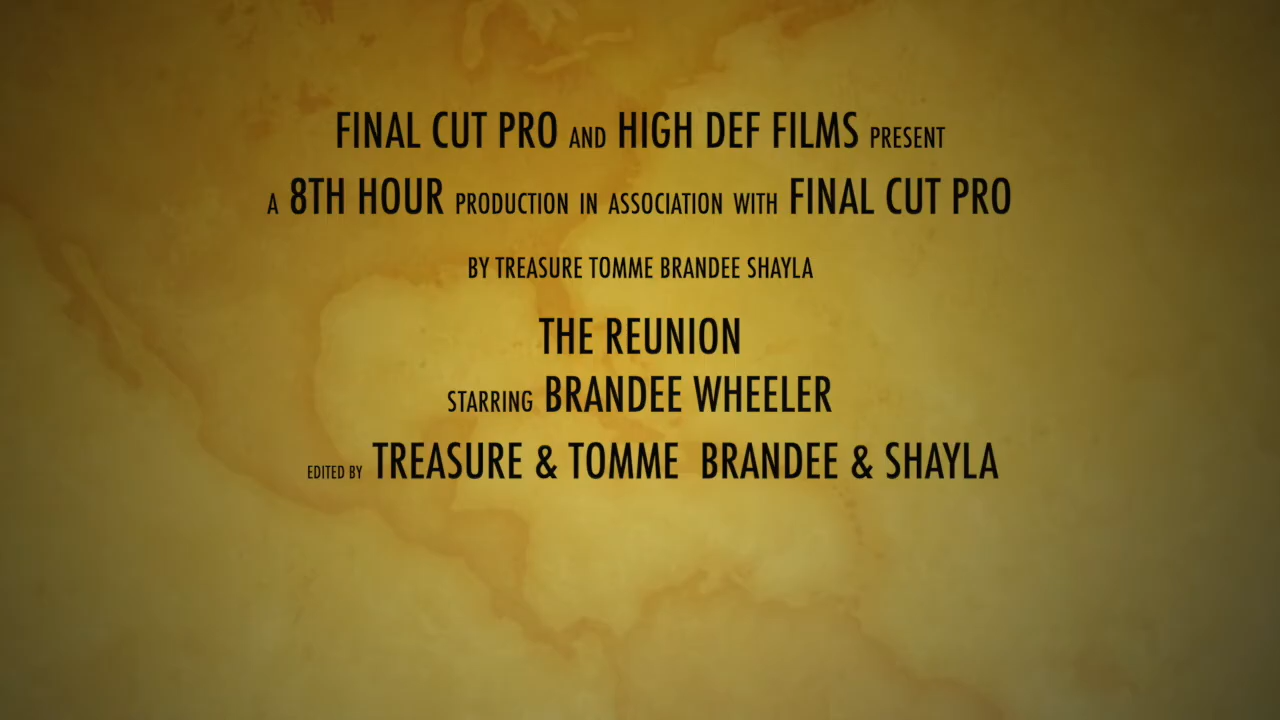 FINAL CUT PRO AND HIGH DEF FILMS PRESENT
A 8TH HOUR PRODUCTION IN ASSOCIATION WITH FINAL CUT PRO
BY TREASURE TOMME BRANDEE SHAYLA
THE REUNION
STARRING BRANDEE WHEELER
EDITED BY TREASURE & TOMME BRANDEE & SHAYLA